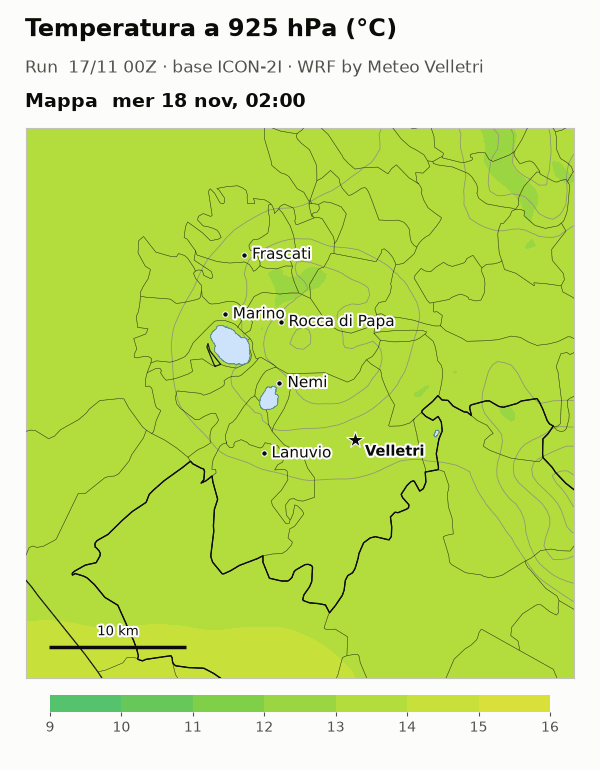 Temperatura a 925 hPa (°C)
Run  17/11 00Z · base ICON-2I · WRF by Meteo Velletri
Mappa  mer 18 nov, 02:00
Frascati
Marino
Rocca di Papa
Nemi
Velletri
Lanuvio
10 km
9 10 11 12 13 14 15 16